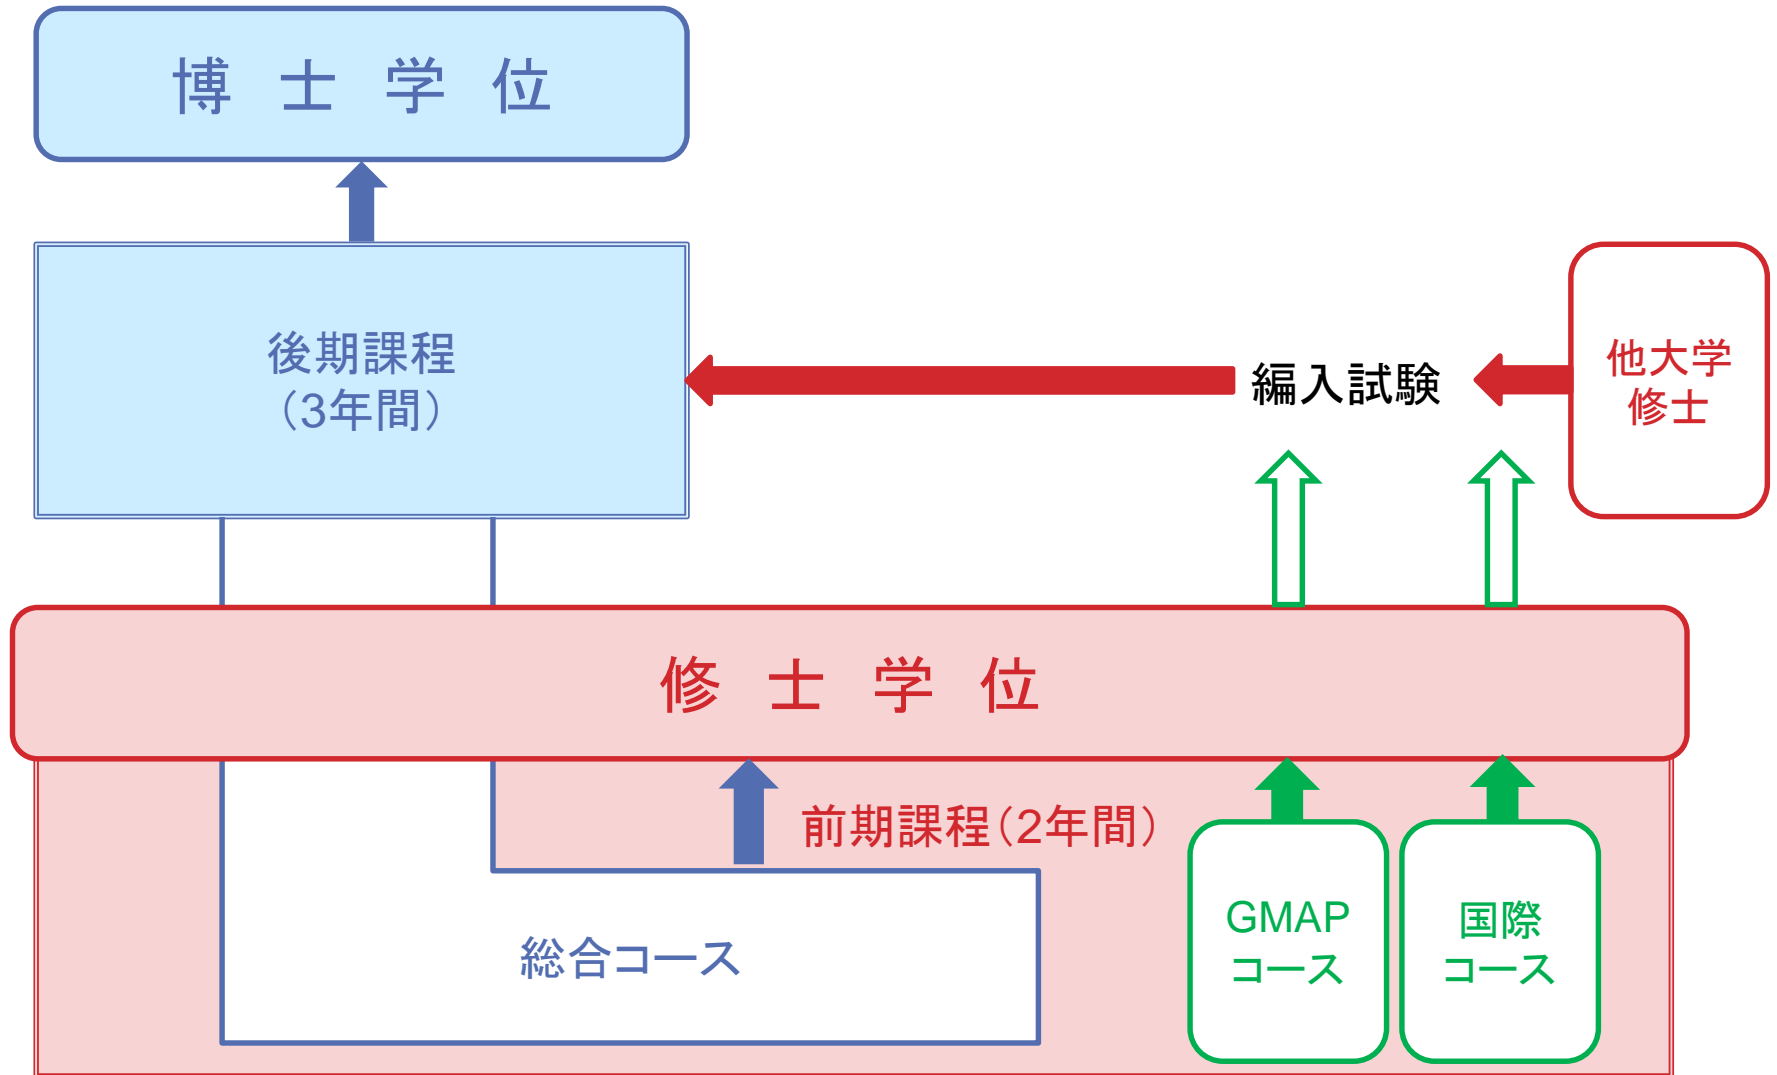 博士学位
後期課程
（3年間）
編入試験
他大学
修士
修士学位
前期課程（2年間）
総合コース
GMAP
コース
国際
コース